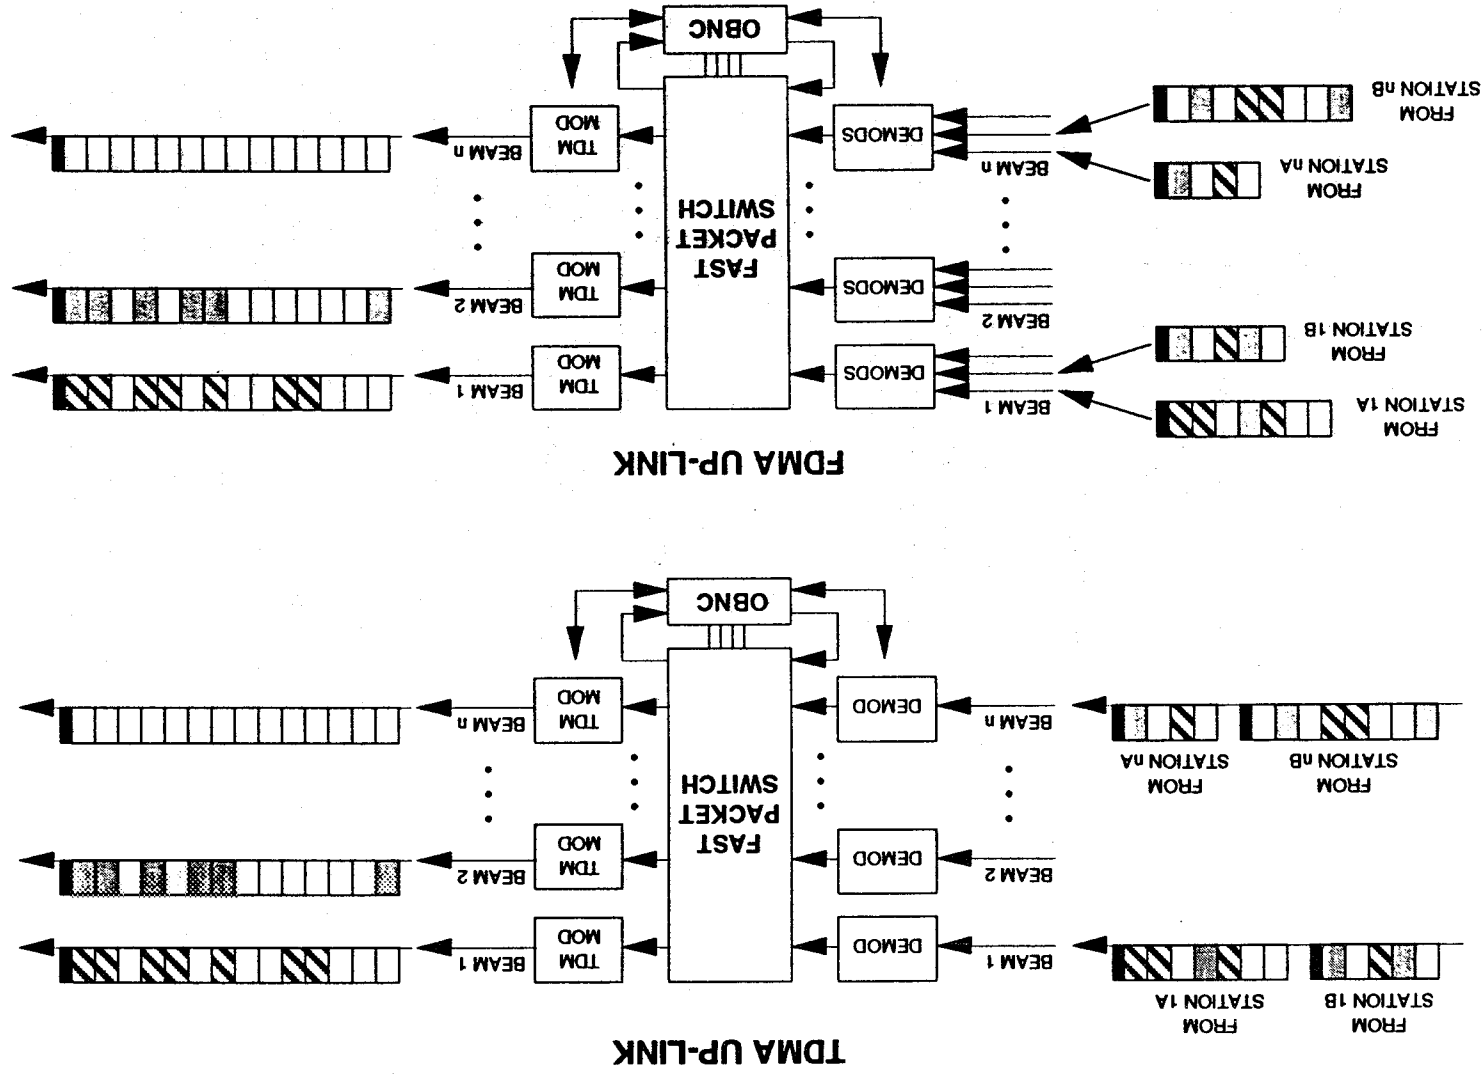 TDMA UP-LINK
FROM
STATION 1B
FROM
STATION 1A
BEAM 1
DEMOD
TDM
MOD
BEAM 1
BEAM 2
DEMOD
FAST
PACKET
SWITCH
TDM
MOD
BEAM 2
FROM
STATION nB
FROM
STATION nA
BEAM n
DEMOD
TDM
MOD
BEAM n
OBNC
FDMA UP-LINK
FROM
STATION 1A
FROM
STATION 1B
BEAM 1
DEMODS
TDM
MOD
BEAM 1
BEAM 2
DEMODS
FAST
PACKET
SWITCH
TDM
MOD
BEAM 2
FROM
STATION nA
FROM
STATION nB
BEAM n
DEMODS
TDM
MOD
BEAM n
OBNC